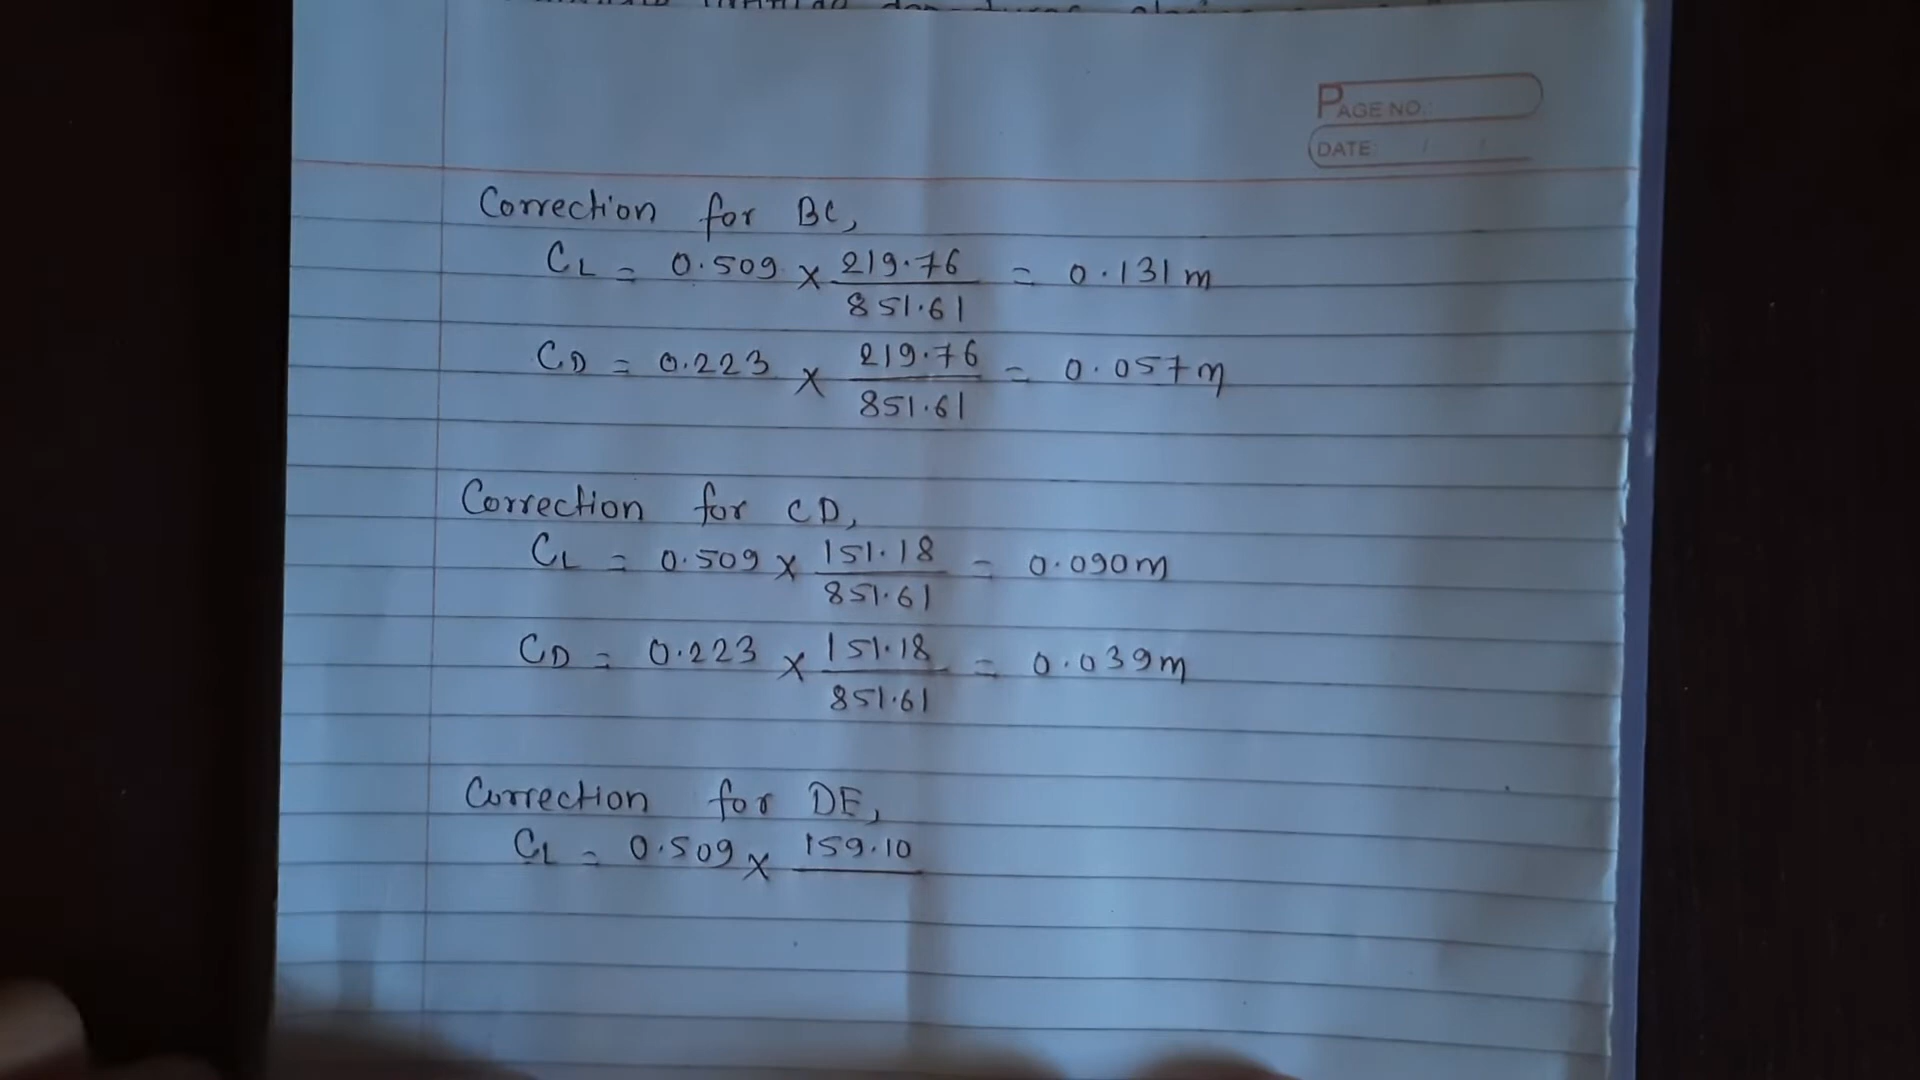 PAGE NO.:
DATE: / /
Correction for BC,
CL = 0.509 × 219.76 / 851.61 = 0.131 m
CD = 0.223 × 219.76 / 851.61 = 0.057 m
Correction for CD,
CL = 0.509 × 151.18 / 851.61 = 0.090 m
CD = 0.223 × 151.18 / 851.61 = 0.039 m
Correction for DE,
CL = 0.509 × 159.10